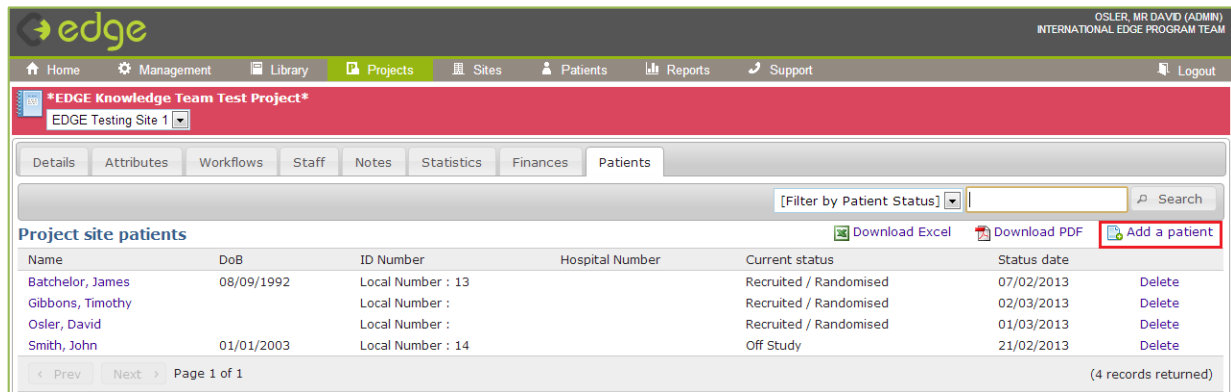 edge
OSLER, MR DAVID (ADMIN)
INTERNATIONAL EDGE PROGRAM TEAM
Home Management Library Projects Sites Patients Reports Support Logout
*EDGE Knowledge Team Test Project*
EDGE Testing Site 1
Details Attributes Workflows Staff Notes Statistics Finances Patients
[Filter by Patient Status] Search
Project site patients Download Excel Download PDF Add a patient
Name DoB ID Number Hospital Number Current status Status date
Batchelor, James 08/09/1992 Local Number : 13 Recruited / Randomised 07/02/2013 Delete
Gibbons, Timothy Local Number : Recruited / Randomised 02/03/2013 Delete
Osler, David Local Number : Recruited / Randomised 01/03/2013 Delete
Smith, John 01/01/2003 Local Number : 14 Off Study 21/02/2013 Delete
< Prev Next > Page 1 of 1 (4 records returned)